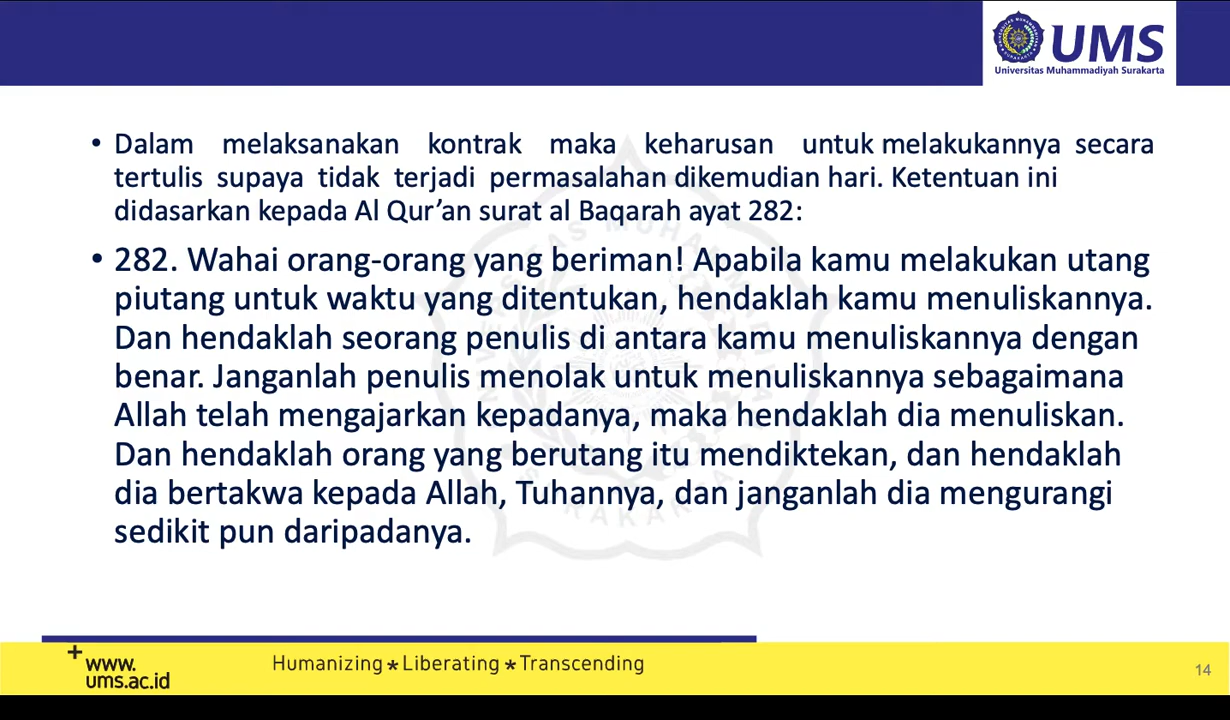 UMS
Universitas Muhammadiyah Surakarta
• Dalam melaksanakan kontrak maka keharusan untuk melakukannya secara
tertulis supaya tidak terjadi permasalahan dikemudian hari. Ketentuan ini
didasarkan kepada Al Qur’an surat al Baqarah ayat 282:
• 282. Wahai orang-orang yang beriman! Apabila kamu melakukan utang
piutang untuk waktu yang ditentukan, hendaklah kamu menuliskannya.
Dan hendaklah seorang penulis di antara kamu menuliskannya dengan
benar. Janganlah penulis menolak untuk menuliskannya sebagaimana
Allah telah mengajarkan kepadanya, maka hendaklah dia menuliskan.
Dan hendaklah orang yang berutang itu mendiktekan, dan hendaklah
dia bertakwa kepada Allah, Tuhannya, dan janganlah dia mengurangi
sedikit pun daripadanya.
+ www.
ums.ac.id
Humanizing * Liberating * Transcending
14